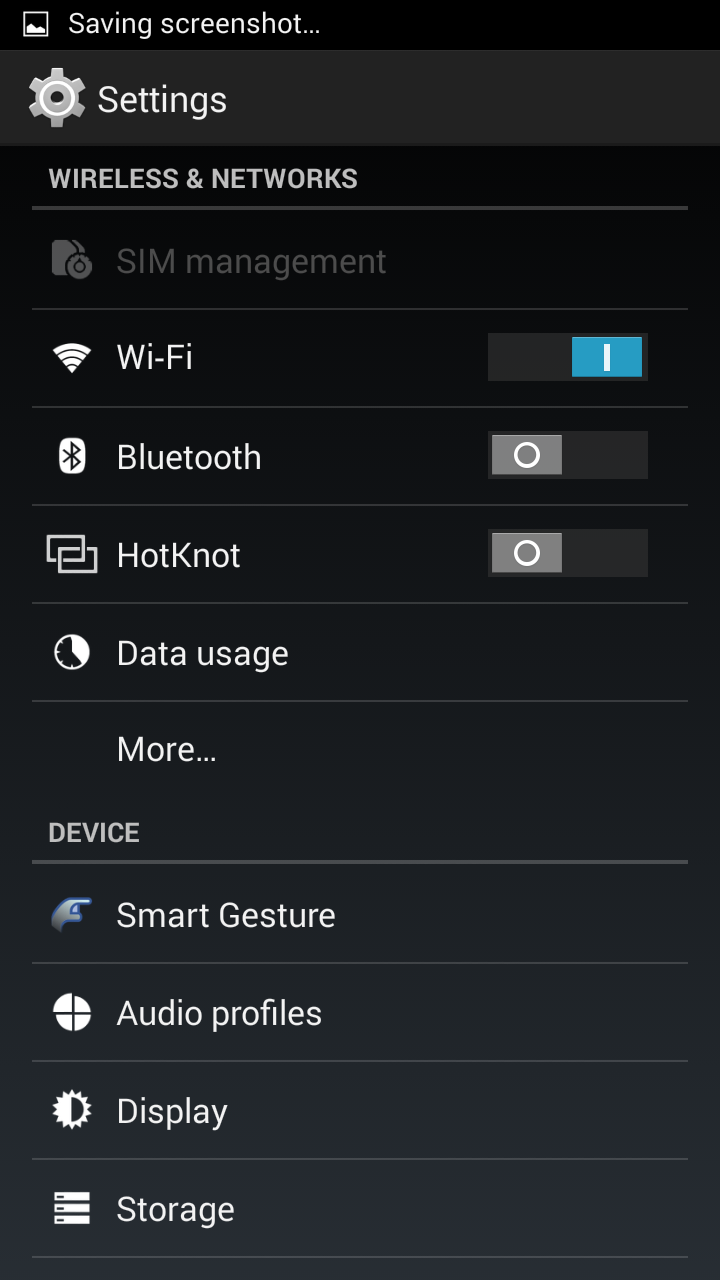 Saving screenshot...
Settings
WIRELESS & NETWORKS
SIM management
Wi-Fi
Bluetooth
HotKnot
Data usage
More...
DEVICE
Smart Gesture
Audio profiles
Display
Storage